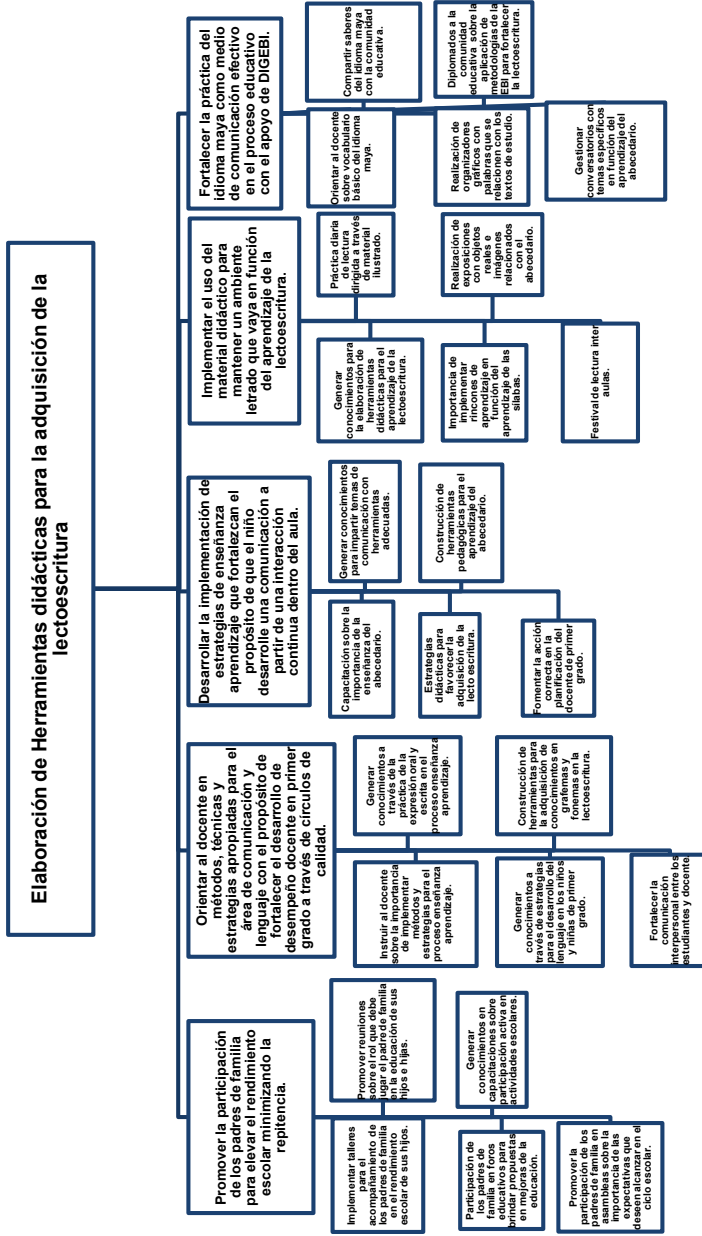 Elaboración de Herramientas didácticas para la adquisición de la
lectoescritura
Promover la participación
de los padres de familia
para elevar el rendimiento
escolar minimizando la
repitencia.
Implementar talleres
para el
acompañamiento de
los padres de familia
en el rendimiento
escolar de sus hijos.
Promover reuniones
sobre el rol que debe
jugar el padre de familia
en la educación de sus
hijos e hijas.
Participación de
los padres de
familia en foros
educativos para
brindar propuestas
en mejoras de la
educación.
Generar
conocimientos en
capacitaciones sobre
participación activa en
actividades escolares.
Promover la
participación de los
padres de familia en
asambleas sobre la
importancia de las
expectativas que
deseen alcanzar en el
ciclo escolar.
Orientar al docente en
métodos, técnicas y
estrategias apropiadas para el
área de comunicación y
lenguaje con el propósito de
fortalecer el desarrollo de
desempeño docente en primer
grado a través de círculos de
calidad.
Instruir al docente
sobre la importancia
de implementar
métodos y
estrategias para el
proceso enseñanza
aprendizaje.
Generar
conocimientos a
través de la
práctica de la
expresión oral y
escrita en el
proceso enseñanza
aprendizaje.
Generar
conocimientos a
través de estrategias
para el desarrollo del
lenguaje en los niños
y niñas de primer
grado.
Construcción de
herramientas para
la adquisición de
conocimientos en
grafemas y
fonemas en la
lectoescritura.
Fortalecer la
comunicación
interpersonal entre los
estudiantes y docente.
Desarrollar la implementación de
estrategias de enseñanza
aprendizaje que fortalezcan el
propósito de que el niño
desarrolle una comunicación a
partir de una interacción
continua dentro del aula.
Capacitación sobre la
importancia de la
enseñanza del
abecedario.
Generar conocimientos
para impartir temas de
comunicación con
herramientas
adecuadas.
Estrategias
didácticas para
favorecer la
adquisición de la
lecto escritura.
Construcción de
herramientas
pedagógicas para el
aprendizaje del
abecedario.
Fomentar la acción
correcta en la
planificación del
docente de primer
grado.
Implementar el uso del
material didáctico para
mantener un ambiente
letrado que vaya en función
del aprendizaje de la
lectoescritura.
Generar
conocimientos para
la elaboración de
herramientas
didácticas para el
aprendizaje de la
lectoescritura.
Práctica diaria
de lectura
dirigida a través
de material
ilustrado.
Importancia de
implementar
rincones de
aprendizaje en
función del
aprendizaje de las
silabas.
Realización de
exposiciones
con objetos
reales e
imágenes
relacionados
con el
abecedario.
Festival de lectura inter
aulas.
Fortalecer la práctica del
idioma maya como medio
de comunicación efectivo
en el proceso educativo
con el apoyo de DIGEBI.
Orientar al docente
sobre vocabulario
básico del idioma
maya.
Compartir saberes
del idioma maya
con la comunidad
educativa.
Realización de
organizadores
gráficos con
palabras que se
relacionen con los
textos de estudio.
Diplomados a la
comunidad
educativa sobre la
aplicación de
metodologías de la
EBI para fortalecer
la lectoescritura.
Gestionar
conversatorios con
temas específicos
en función del
aprendizaje del
abecedario.